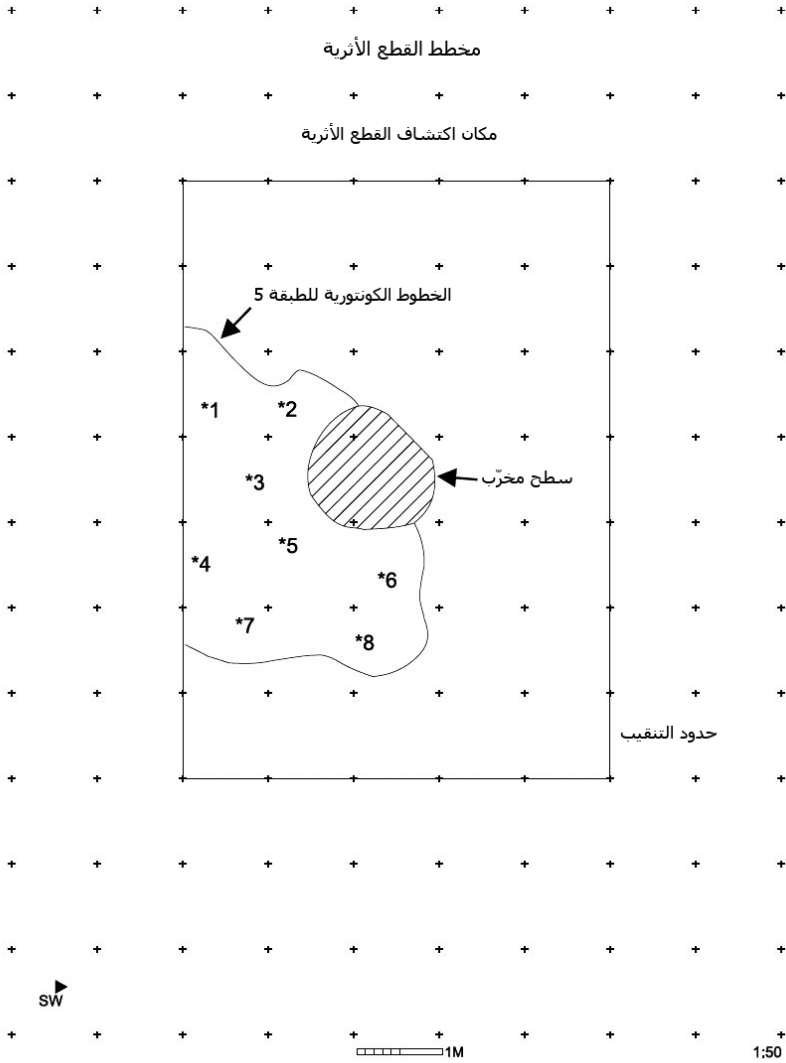 مخطط القطع الأثرية
مكان اكتشاف القطع الأثرية
الخطوط الكونتورية للطبقة 5
*1
*2
سطح مخرّب
*3
*5
*4
*6
*7
*8
حدود التنقيب
SW
1M
1:50